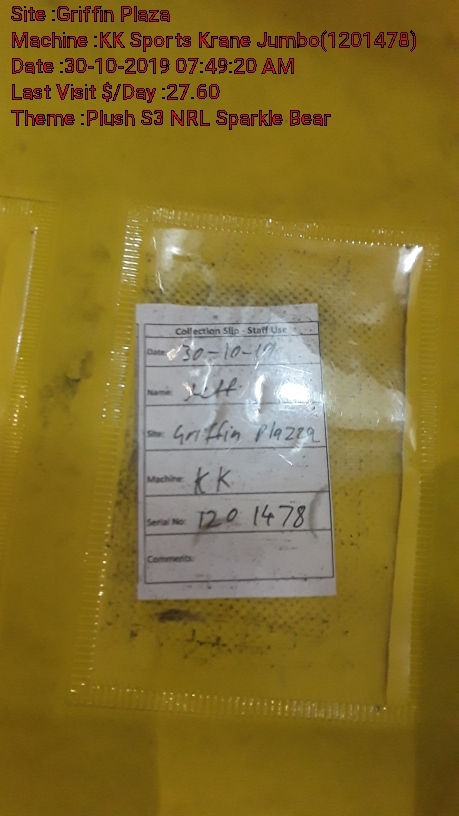 Site :Griffin Plaza
Machine :KK Sports Krane Jumbo(1201478)
Date :30-10-2019 07:49:20 AM
Last Visit $/Day :27.60
Theme :Plush S3 NRL Sparkle Bear
Collection Slip - Staff Use
Date: 30-10-19
Name:
Site: Griffin Plazza
Machine: KK
Serial No: 1201478
Comments: